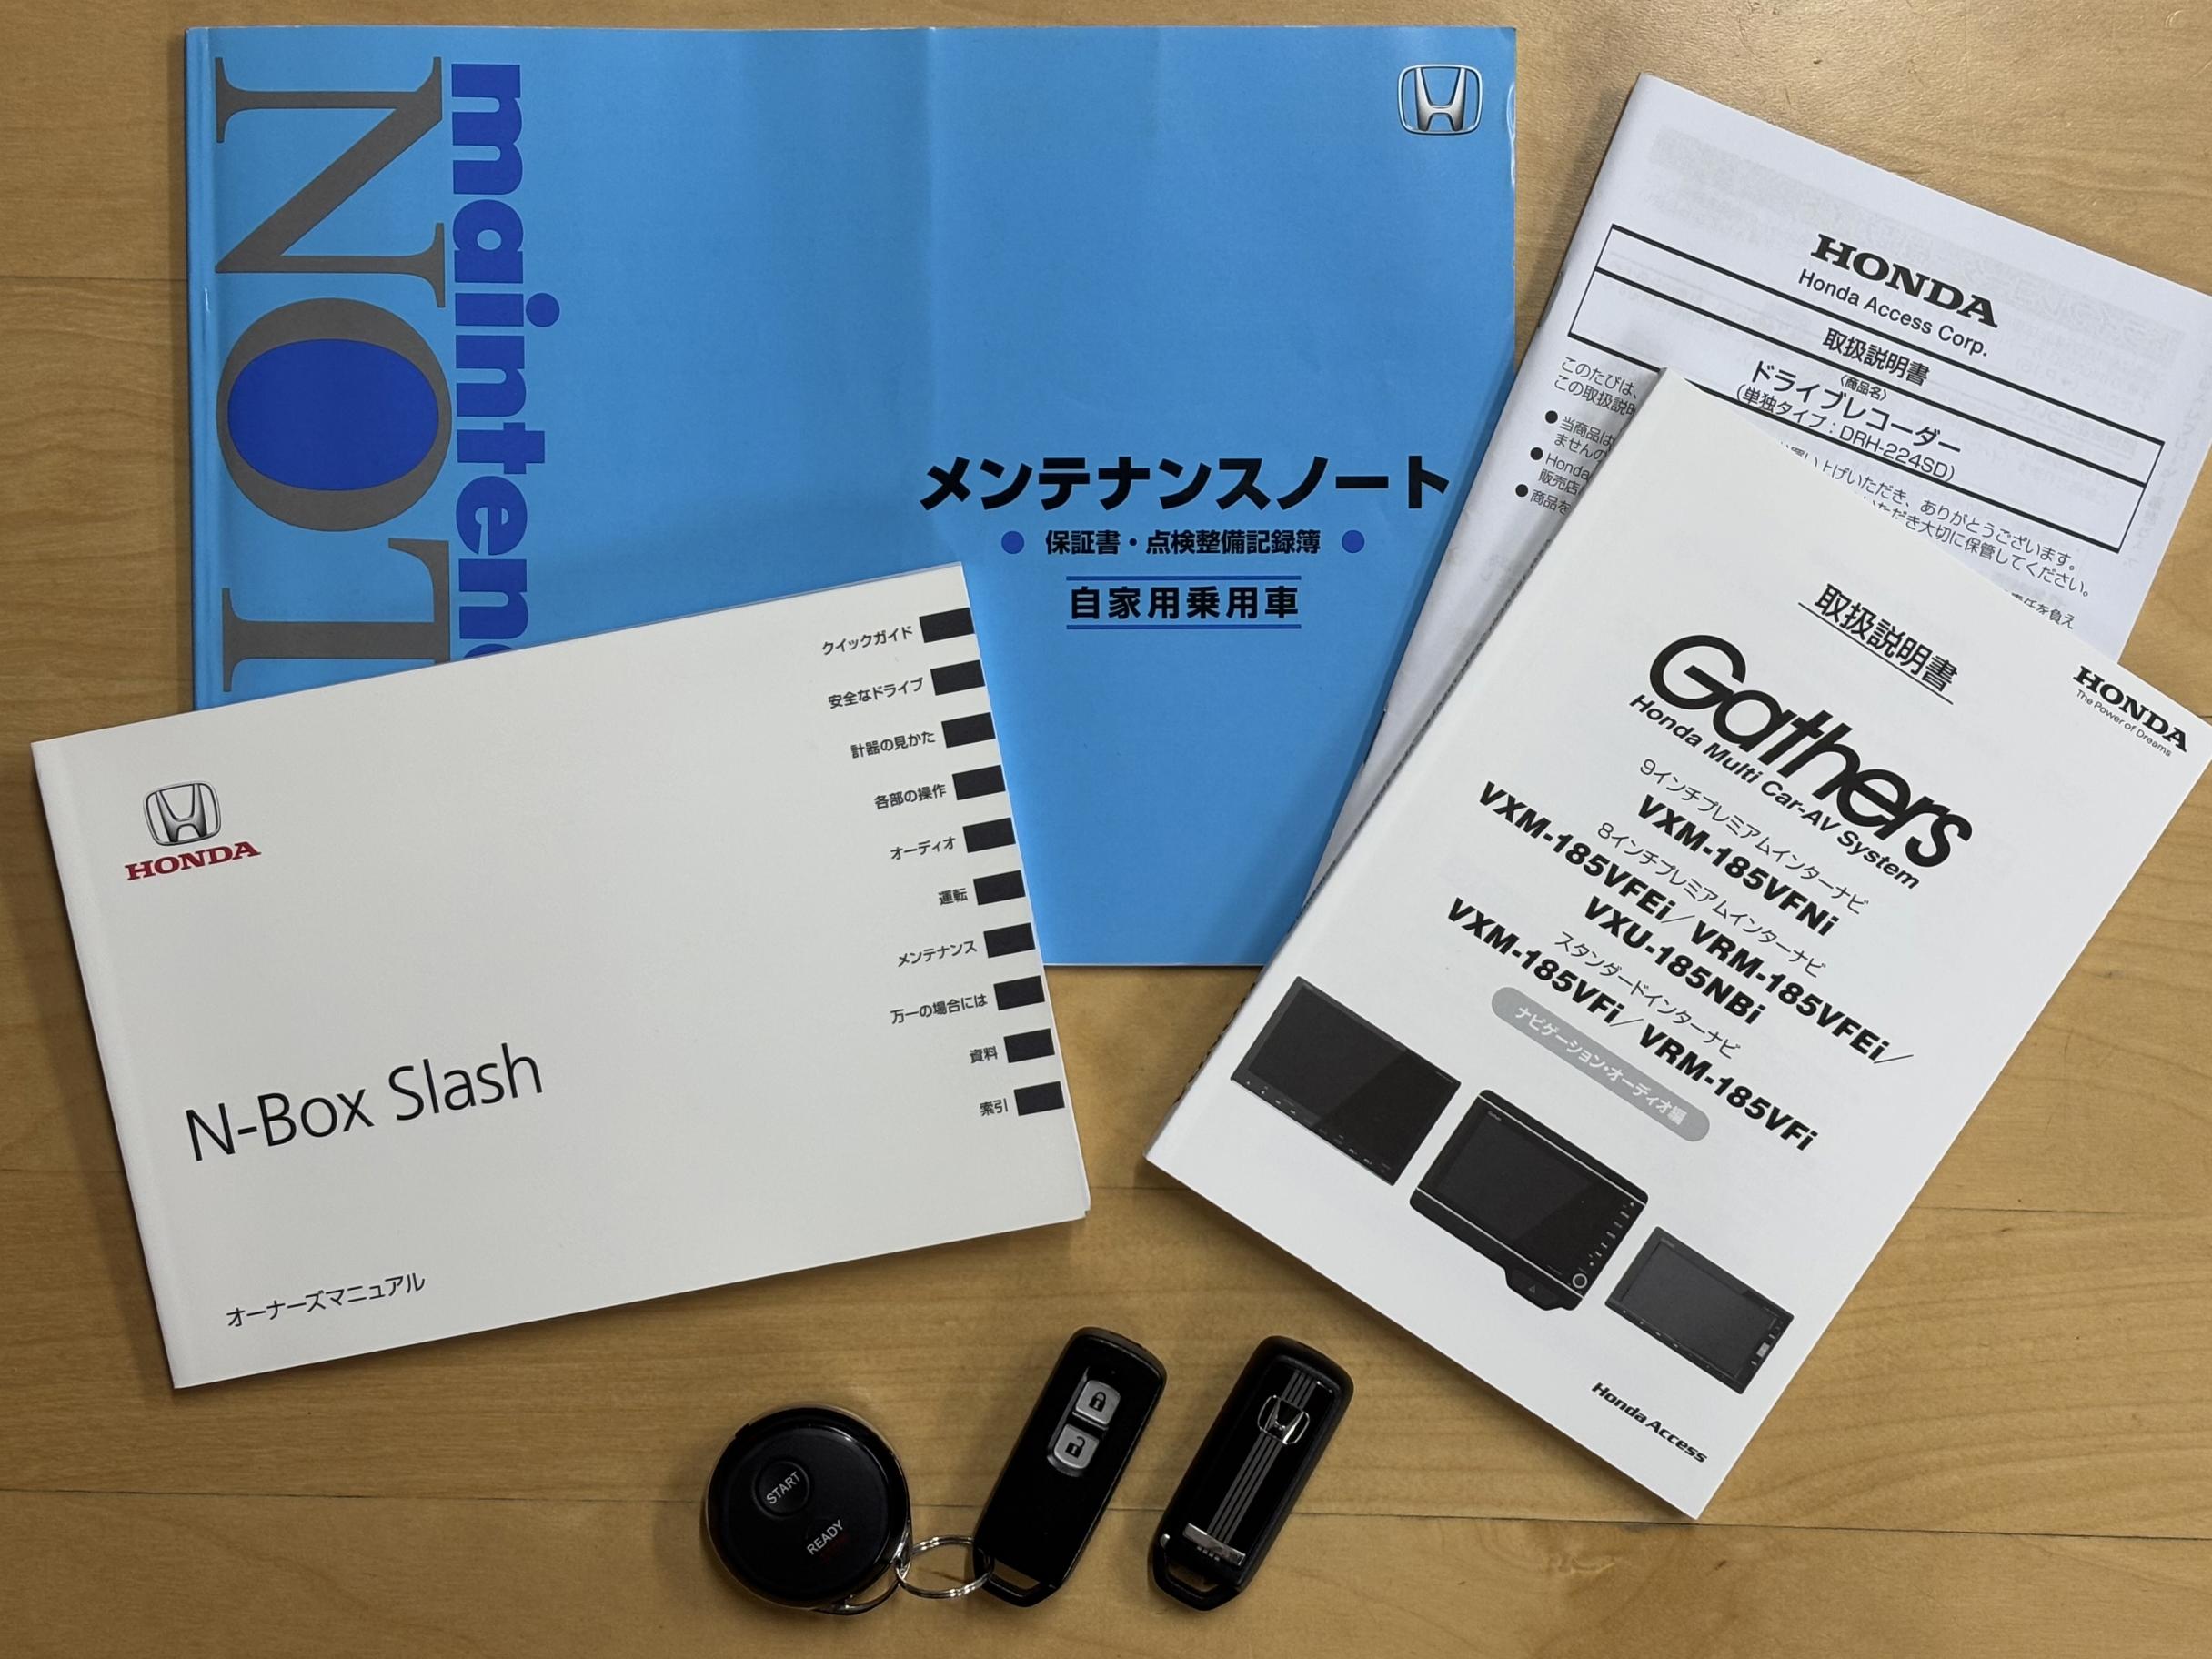 NOT
mainten
メンテナンスノート
保証書・点検整備記録簿
自家用乗用車
HONDA
Honda Access Corp.
取扱説明書
〈商品名〉
ドライブレコーダー
(単独タイプ：DRH-224SD)
このたびは、
この取扱説
お買い上げいただき、ありがとうございます。
いただき大切に保管してください。
当商品は
ませんの
Honda
販売店
商品を
責任を負え
取扱説明書
HONDA
The Power of Dreams
Gathers
Honda Multi Car-AV System
9インチプレミアムインターナビ
VXM-185VFNi
8インチプレミアムインターナビ
VXM-185VFEi／VRM-185VFEi／
VXU-185NBi
スタンダードインターナビ
VXM-185VFi／VRM-185VFi
ナビゲーション・オーディオ編
Honda Access
HONDA
N-Box Slash
オーナーズマニュアル
クイックガイド
安全なドライブ
計器の見かた
各部の操作
オーディオ
運転
メンテナンス
万一の場合には
資料
索引
START
READY